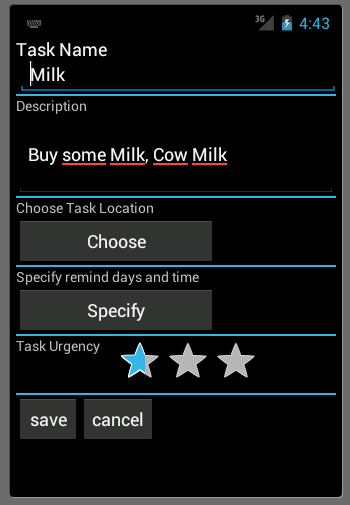 3G 4:43
Task Name
Milk
Description
Buy some Milk, Cow Milk
Choose Task Location
Choose
Specify remind days and time
Specify
Task Urgency
save cancel